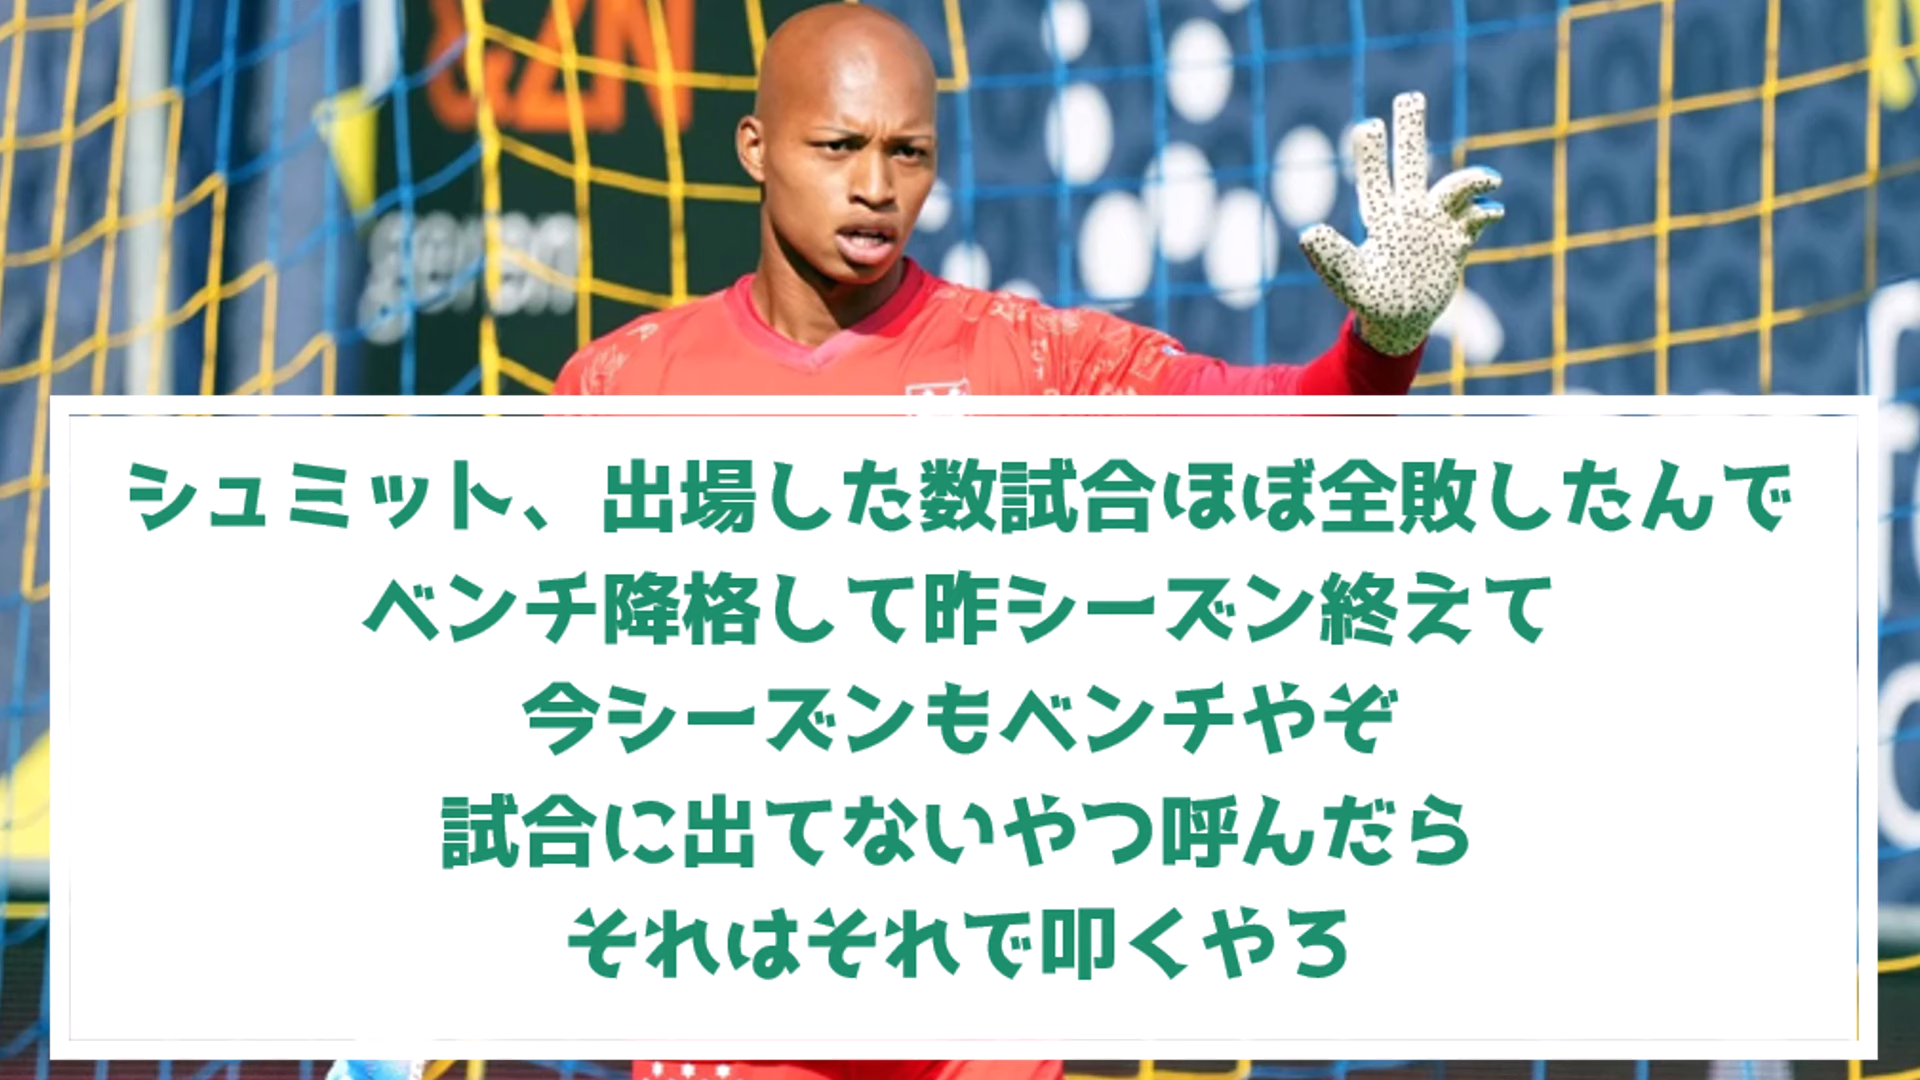 geren
シュミット、出場した数試合ほぼ全敗したんで
ベンチ降格して昨シーズン終えて
今シーズンもベンチやぞ
試合に出てないやつ呼んだら
それはそれで叩くやろ